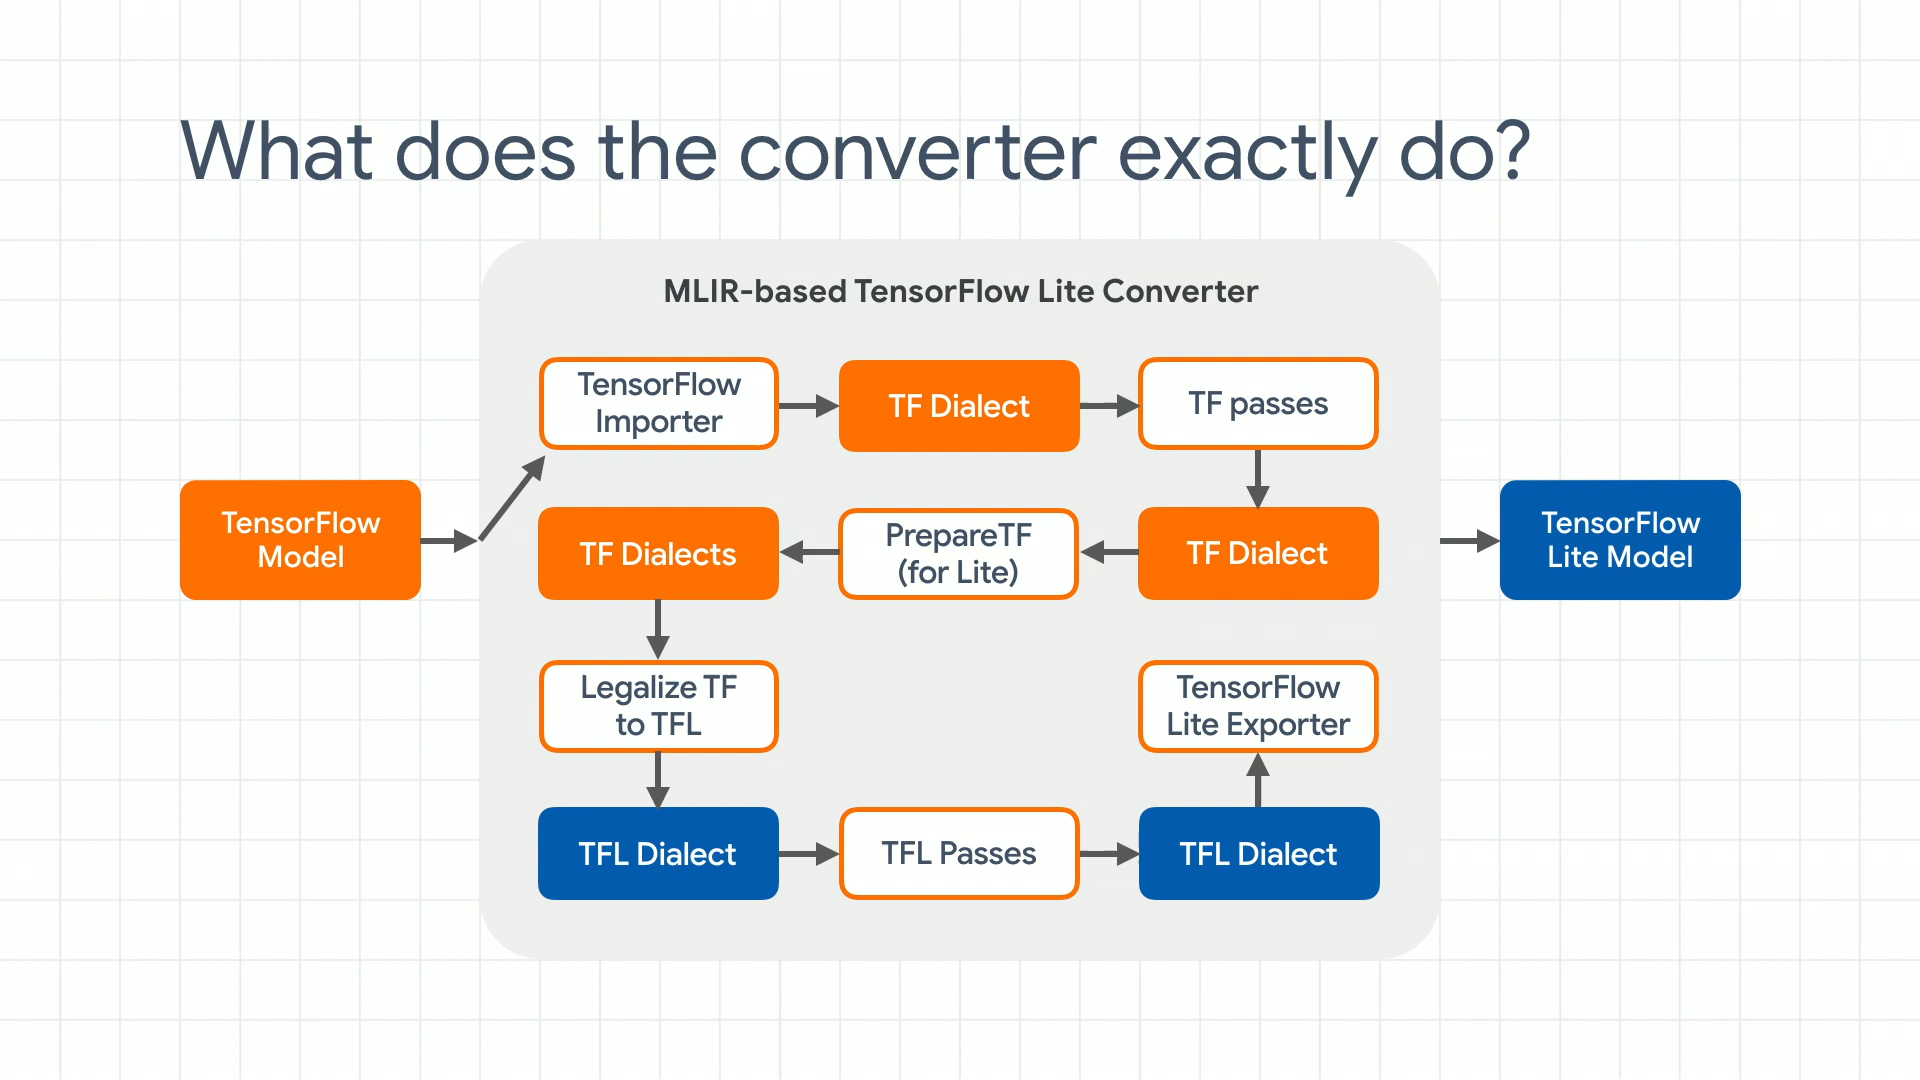 What does the converter exactly do?
MLIR-based TensorFlow Lite Converter
TensorFlow
Importer
TF Dialect
TF passes
TensorFlow
Model
TF Dialects
PrepareTF
(for Lite)
TF Dialect
TensorFlow
Lite Model
Legalize TF
to TFL
TensorFlow
Lite Exporter
TFL Dialect
TFL Passes
TFL Dialect